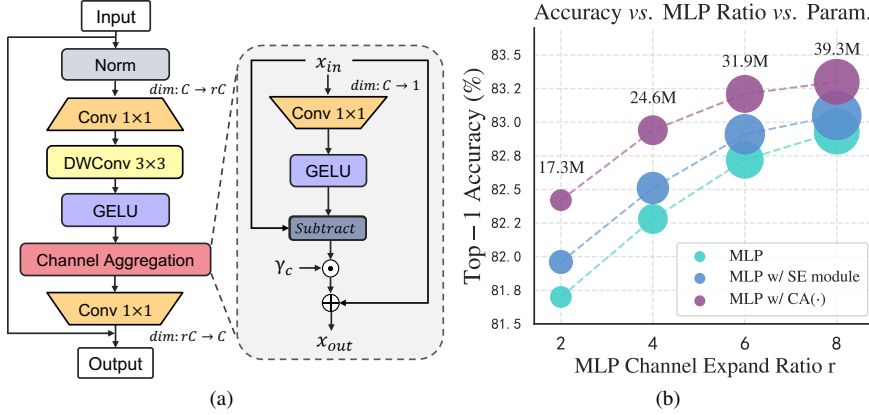 Input
Norm
dim: C → rC
Conv 1×1
DWConv 3×3
GELU
Channel Aggregation
Conv 1×1
dim: rC → C
Output
x_in
dim: C → 1
Conv 1×1
GELU
Subtract
γ_c
x_out
(a)
Accuracy vs. MLP Ratio vs. Param.
Top−1 Accuracy (%)
83.5
83.2
83.0
82.8
82.5
82.2
82.0
81.8
81.5
17.3M
24.6M
31.9M
39.3M
MLP
MLP w/ SE module
MLP w/ CA(·)
2 4 6 8
MLP Channel Expand Ratio r
(b)